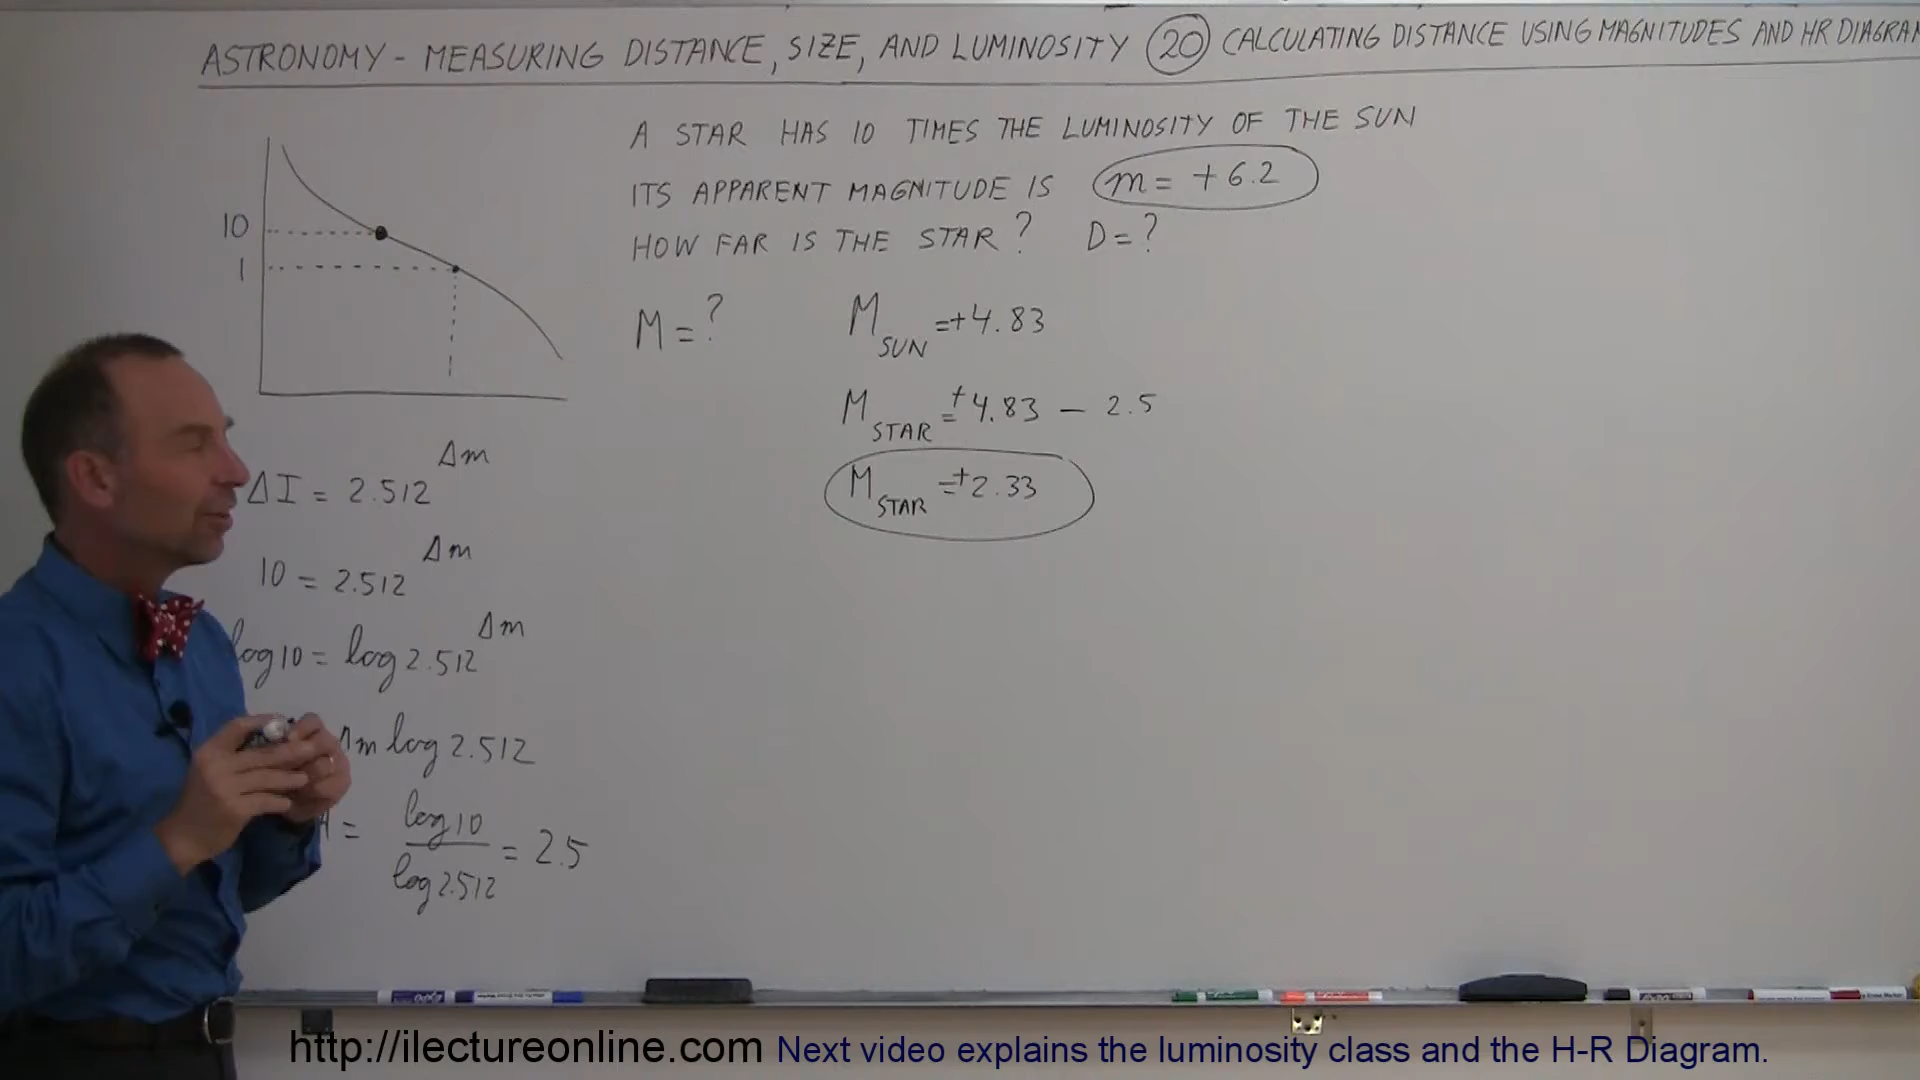 ASTRONOMY - MEASURING DISTANCE, SIZE, AND LUMINOSITY 20 CALCULATING DISTANCE USING MAGNITUDES AND HR DIAGRAM
A STAR HAS 10 TIMES THE LUMINOSITY OF THE SUN
ITS APPARENT MAGNITUDE IS m = +6.2
HOW FAR IS THE STAR? D = ?
10
1
M = ? M SUN = +4.83
M STAR = +4.83 - 2.5
M STAR = +2.33
ΔI = 2.512^Δm
10 = 2.512^Δm
log 10 = log 2.512^Δm
Δm log 2.512
= log 10 / log 2.512 = 2.5
http://ilectureonline.com Next video explains the luminosity class and the H-R Diagram.